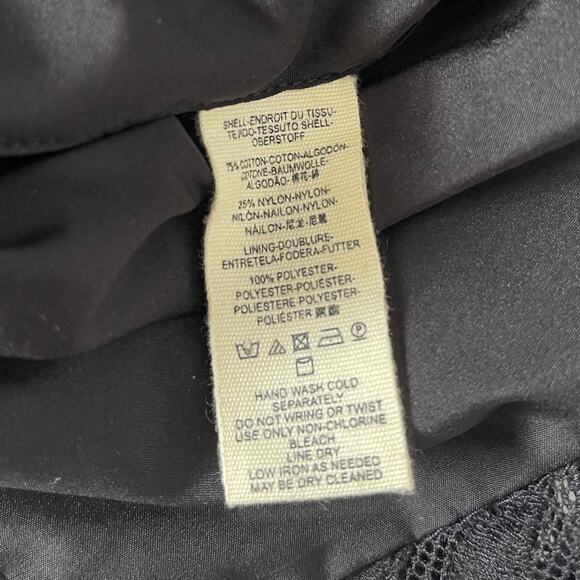 SHELL-ENDROIT DU TISSU-
TEJIDO-TESSUTO SHELL-
OBERSTOFF
75% COTTON-COTON-ALGODÓN-
COTONE-BAUMWOLLE-
ALGODÃO-棉花-綿
25% NYLON-NYLON-
NILÓN-NAILON-NYLON-
NÁILON-尼龙-尼龍
LINING-DOUBLURE-
ENTRETELA-FODERA-FUTTER
100% POLYESTER-
POLYESTER-POLIÉSTER-
POLIESTERE POLYESTER-
POLIÉSTER
P
HAND WASH COLD
SEPARATELY
DO NOT WRING OR TWIST
USE ONLY NON-CHLORINE
BLEACH
LINE DRY
LOW IRON AS NEEDED
MAY BE DRY CLEANED